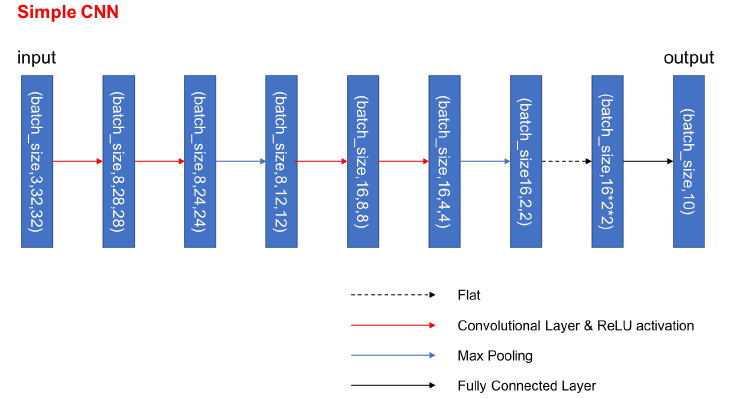 Simple CNN
input
output
(batch_size,3,32,32)
(batch_size,8,28,28)
(batch_size,8,24,24)
(batch_size,8,12,12)
(batch_size,16,8,8)
(batch_size,16,4,4)
(batch_size16,2,2)
(batch_size,16*2*2)
(batch_size,10)
Flat
Convolutional Layer & ReLU activation
Max Pooling
Fully Connected Layer